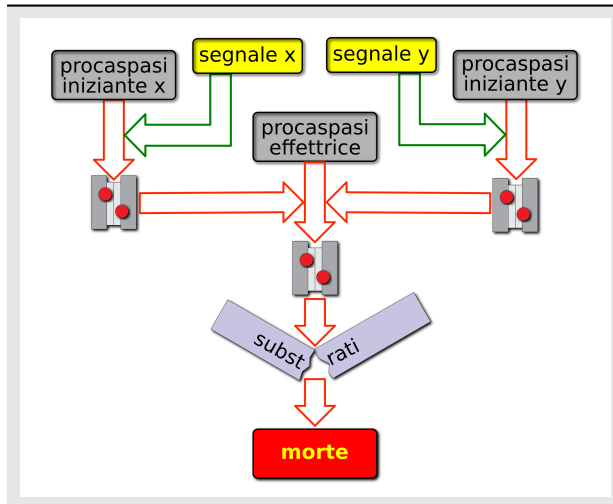 procaspasi
iniziante x
segnale x
segnale y
procaspasi
iniziante y
procaspasi
effettrice
subst rati
morte